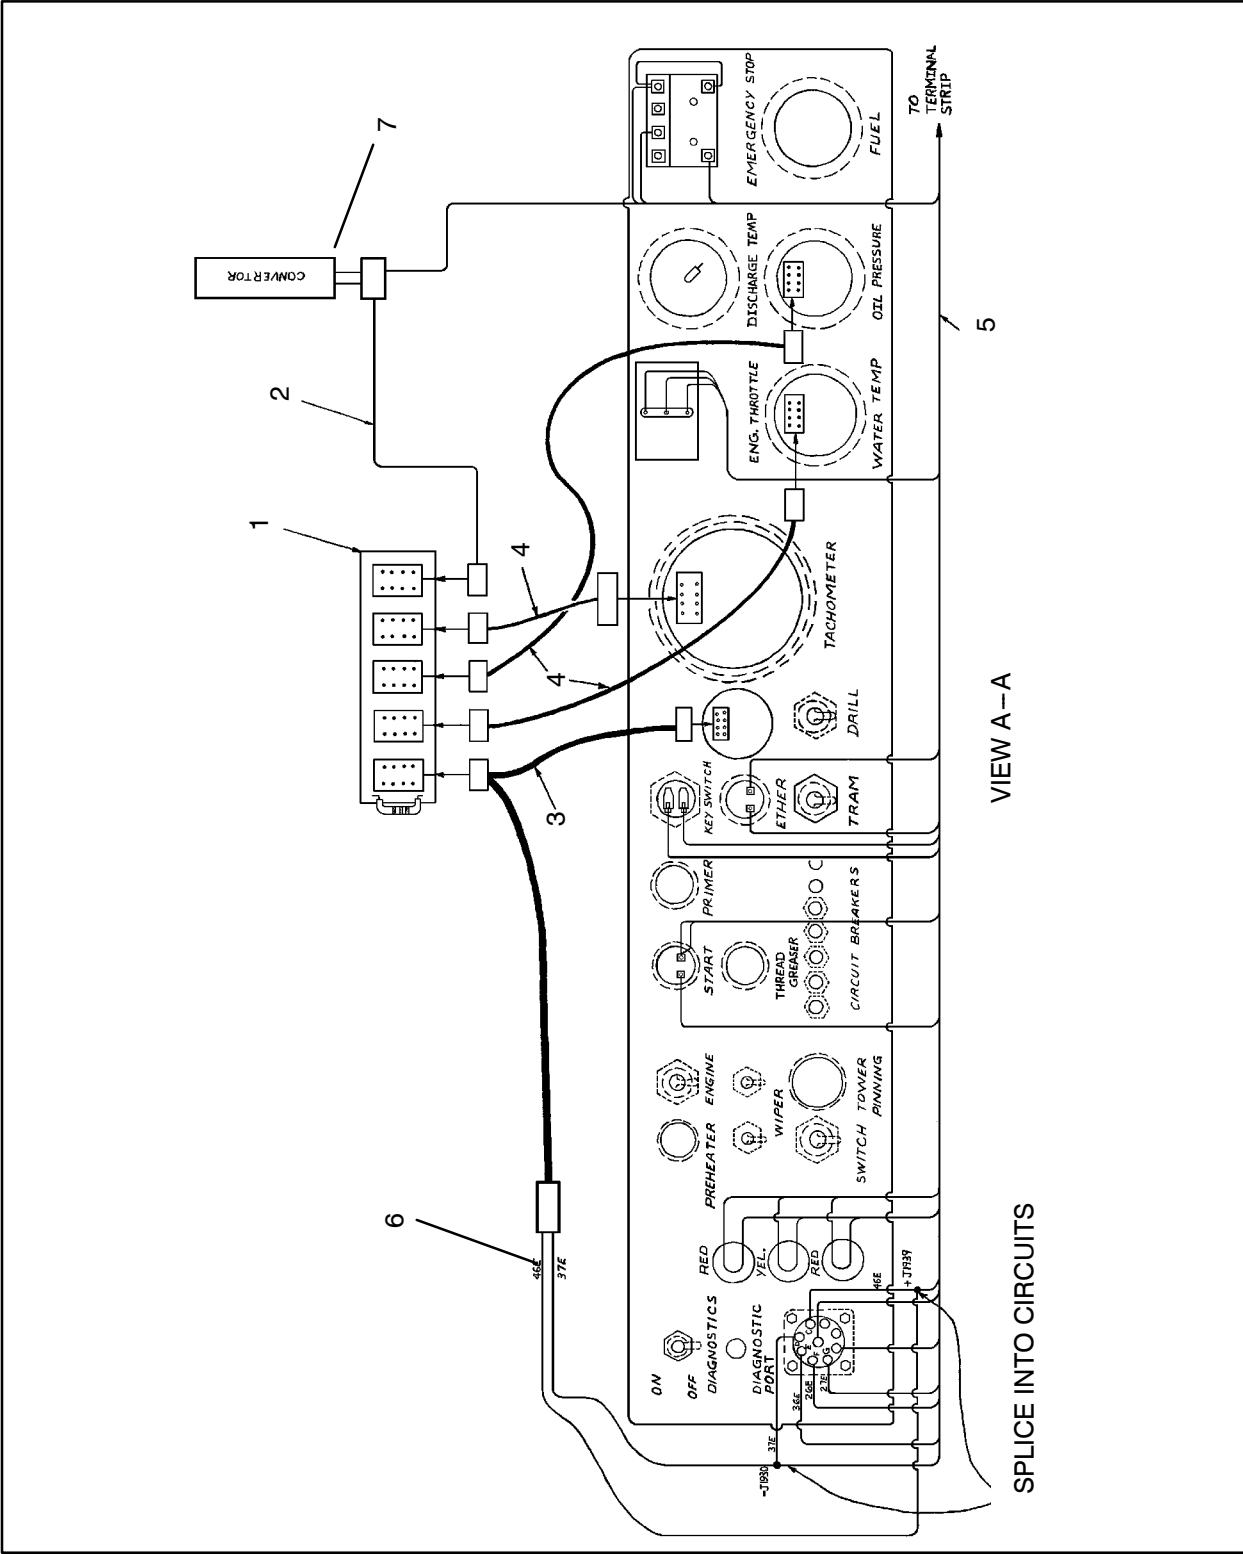 7
CONVERTOR
2
1
4
4
3
6
46E
37E
5
TO
TERMINAL
STRIP
EMERGENCY STOP
FUEL
DISCHARGE TEMP
OIL PRESSURE
ENG. THROTTLE
WATER TEMP
TACHOMETER
DRILL
KEY SWITCH
ETHER
TRAM
PRIMER
START
THREAD
GREASER
CIRCUIT BREAKERS
ENGINE
PREHEATER
WIPER
TOWER
PINNING
SWITCH
RED
YEL.
RED
ON
OFF
DIAGNOSTICS
DIAGNOSTIC
PORT
D
C
E
F
G
36E
26E
27E
37E
46E
+J1939
-J1930
VIEW A–A
SPLICE INTO CIRCUITS